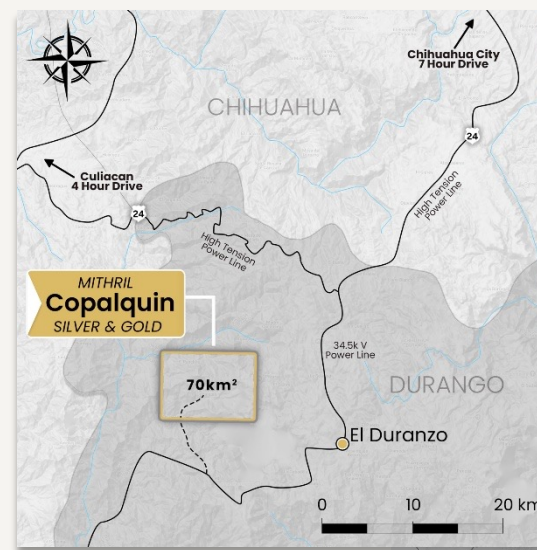 Chihuahua City
7 Hour Drive
CHIHUAHUA
24
High Tension
Power Line
Culiacan
4 Hour Drive
24
High Tension
Power Line
MITHRIL
Copalquin
SILVER & GOLD
70km²
34.5k V
Power Line
DURANGO
El Duranzo
0 10 20 km